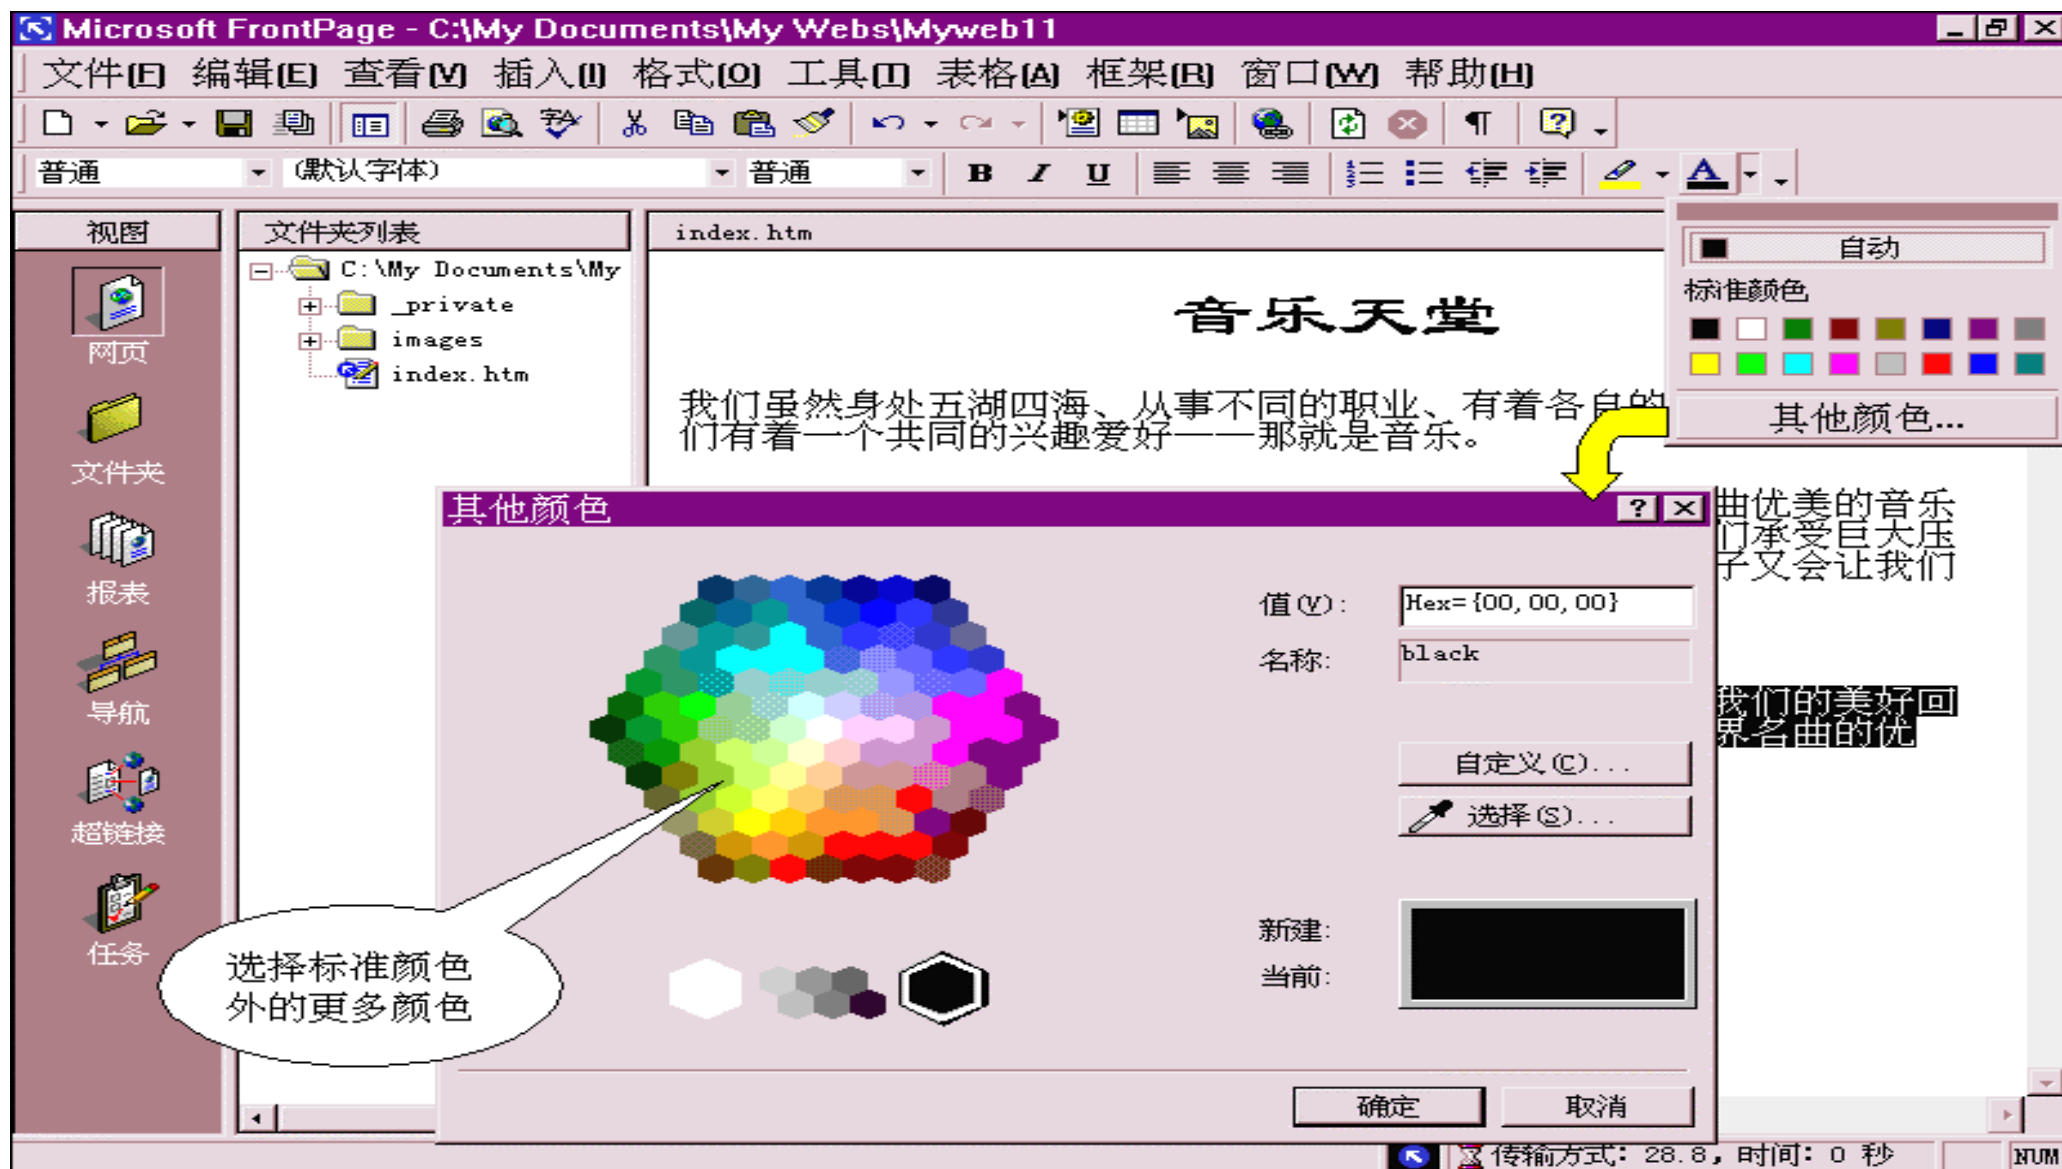 Microsoft FrontPage - C:\My Documents\My Webs\Myweb11
文件(F) 编辑(E) 查看(V) 插入(I) 格式(O) 工具(T) 表格(A) 框架(R) 窗口(W) 帮助(H)
普通 (默认字体) 普通 B I U A
视图
网页
文件夹
报表
导航
超链接
任务
文件夹列表
C:\My Documents\My
_private
images
index.htm
index.htm
音乐天堂
我们虽然身处五湖四海、从事不同的职业、有着各自的
们有着一个共同的兴趣爱好——那就是音乐。
曲优美的音乐
们承受巨大压
子又会让我们
我们的美好回
界名曲的优
自动
标准颜色
其他颜色...
其他颜色
值(V): Hex={00,00,00}
名称: black
自定义(C)...
选择(S)...
新建:
当前:
确定 取消
选择标准颜色
外的更多颜色
传输方式: 28.8, 时间: 0 秒 NUM